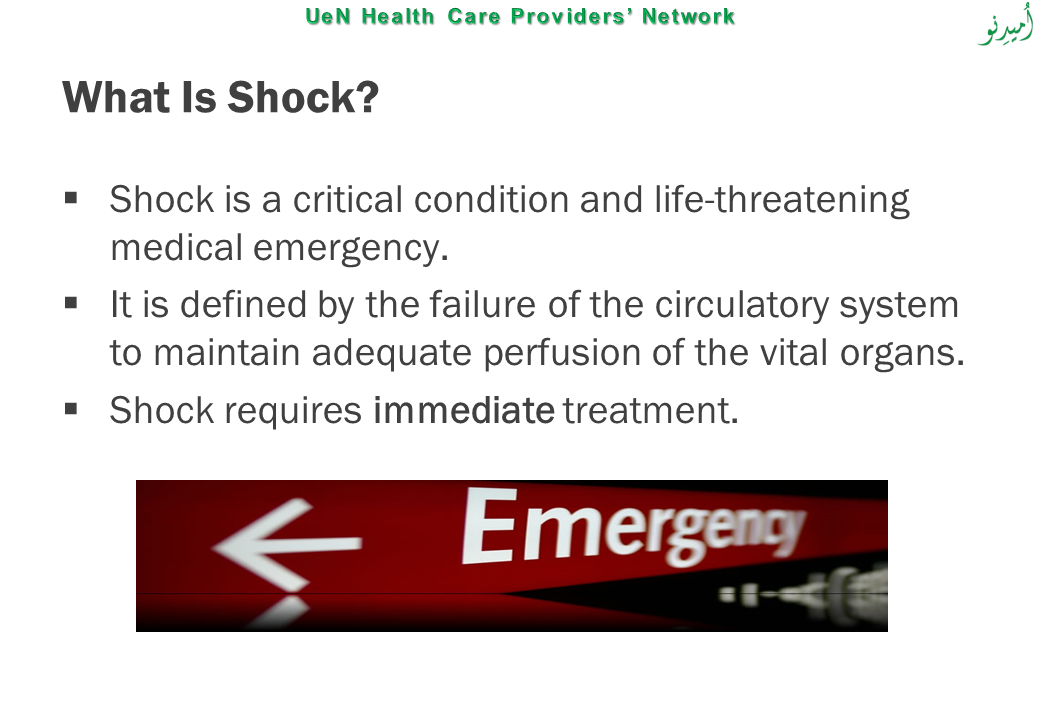 UeN Health Care Providers’ Network
أُميدِنو
What Is Shock?
▪ Shock is a critical condition and life-threatening
medical emergency.
▪ It is defined by the failure of the circulatory system
to maintain adequate perfusion of the vital organs.
▪ Shock requires immediate treatment.
Emergency